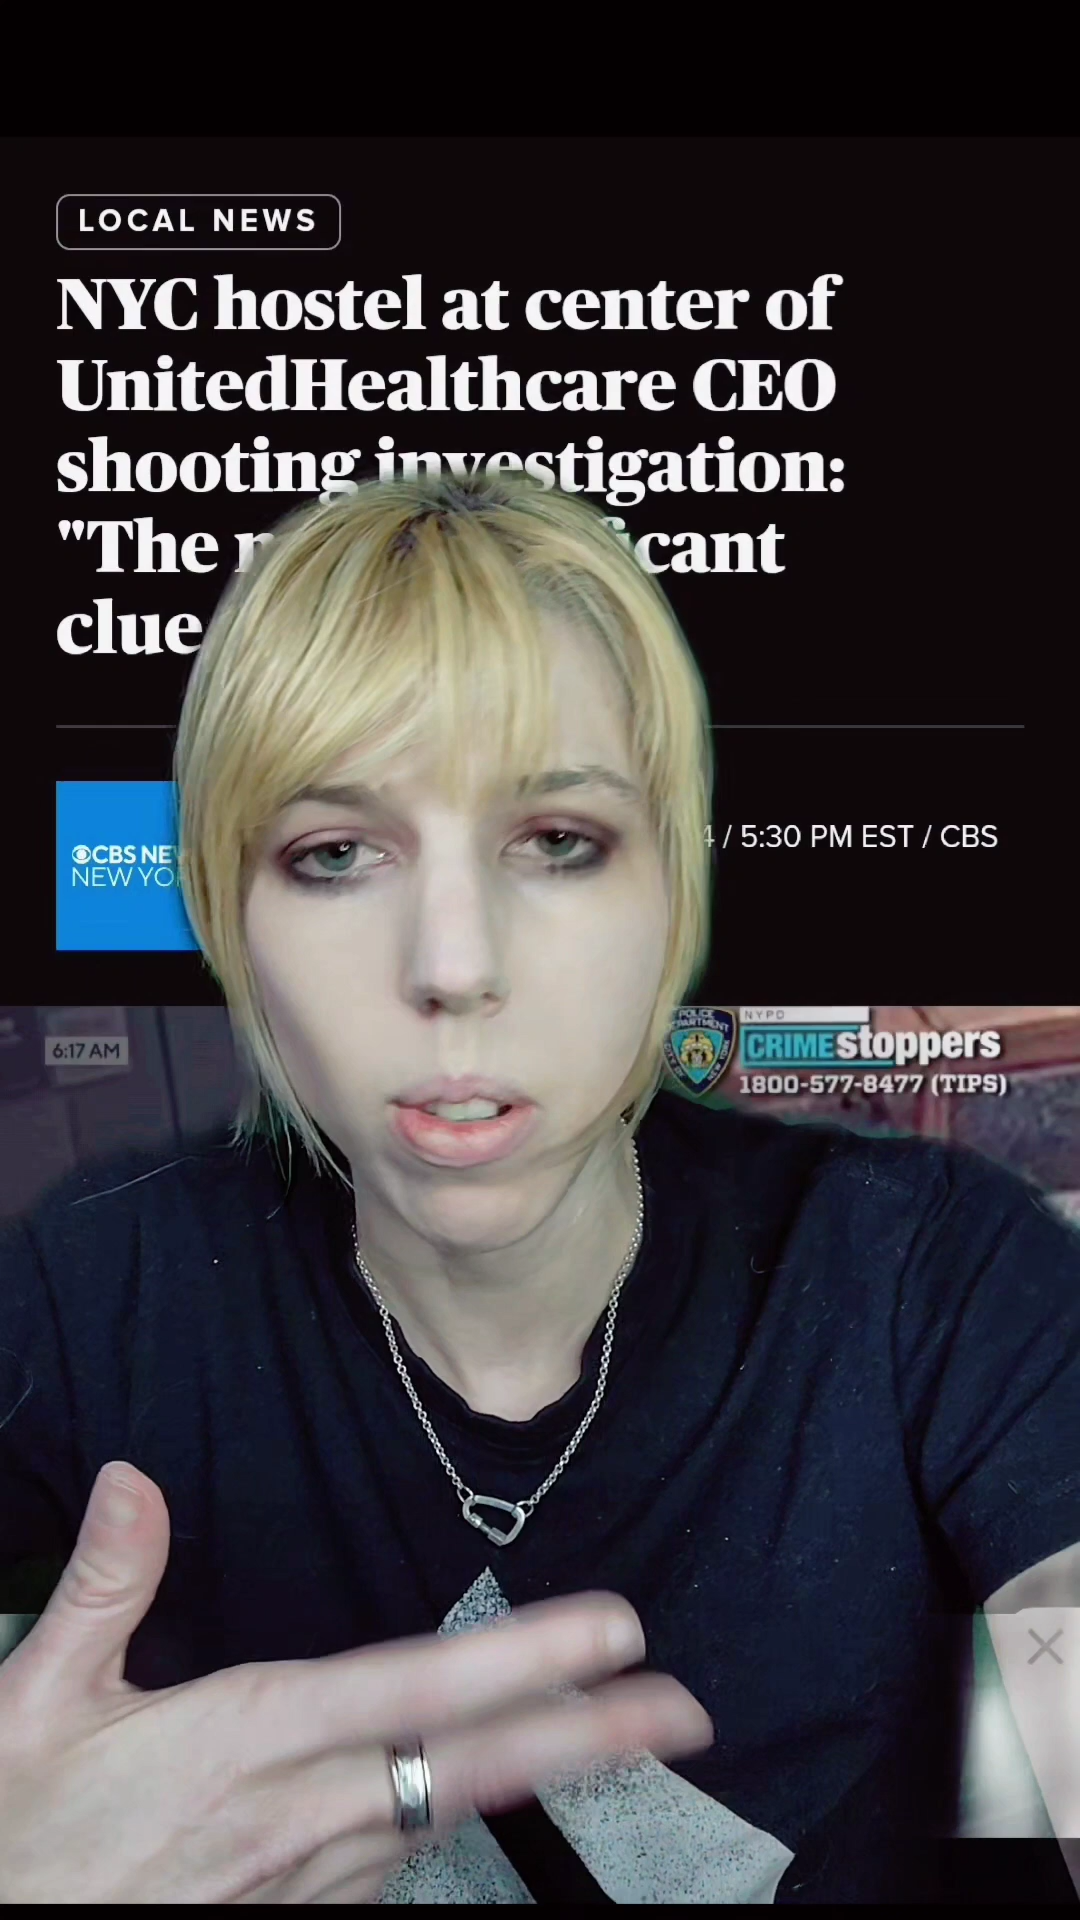 LOCAL NEWS
NYC hostel at center of
UnitedHealthcare CEO
shooting investigation:
"The
cant
clue
/ 5:30 PM EST / CBS
CBS NE
NEW YO
6:17 AM
POLICE
NYPD
CRIMEstoppers
1800-577-8477 (TIPS)